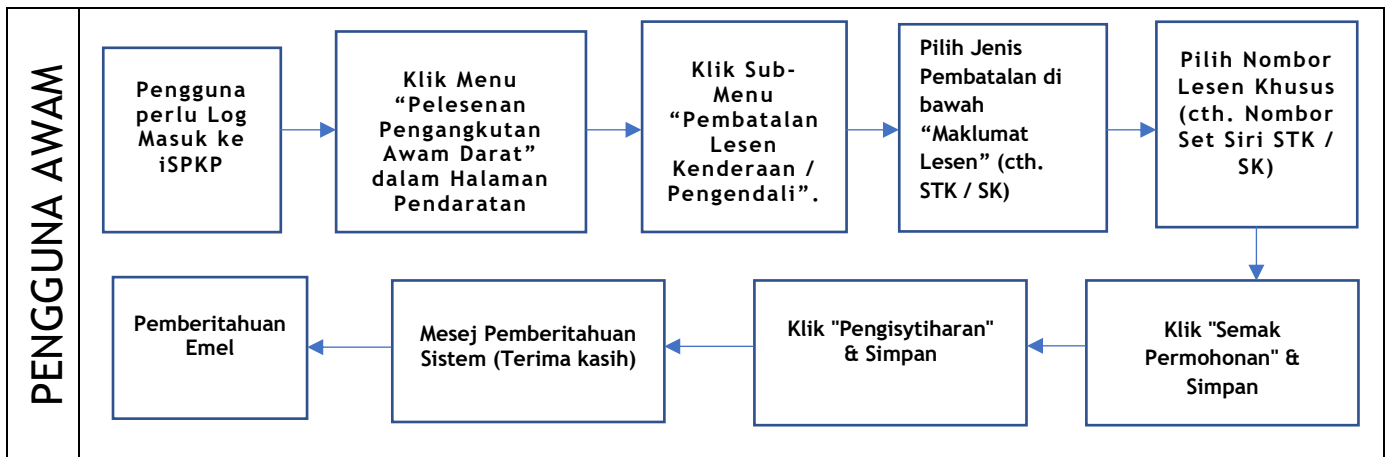 PENGGUNA AWAM
Pengguna
perlu Log
Masuk ke
iSPKP
Klik Menu
“Pelesenan
Pengangkutan
Awam Darat”
dalam Halaman
Pendaratan
Klik Sub-
Menu
“Pembatalan
Lesen
Kenderaan /
Pengendali”.
Pilih Jenis
Pembatalan di
bawah
“Maklumat
Lesen” (cth.
STK / SK)
Pilih Nombor
Lesen Khusus
(cth. Nombor
Set Siri STK /
SK)
Klik "Semak
Permohonan" &
Simpan
Klik "Pengisytiharan"
& Simpan
Mesej Pemberitahuan
Sistem (Terima kasih)
Pemberitahuan
Emel